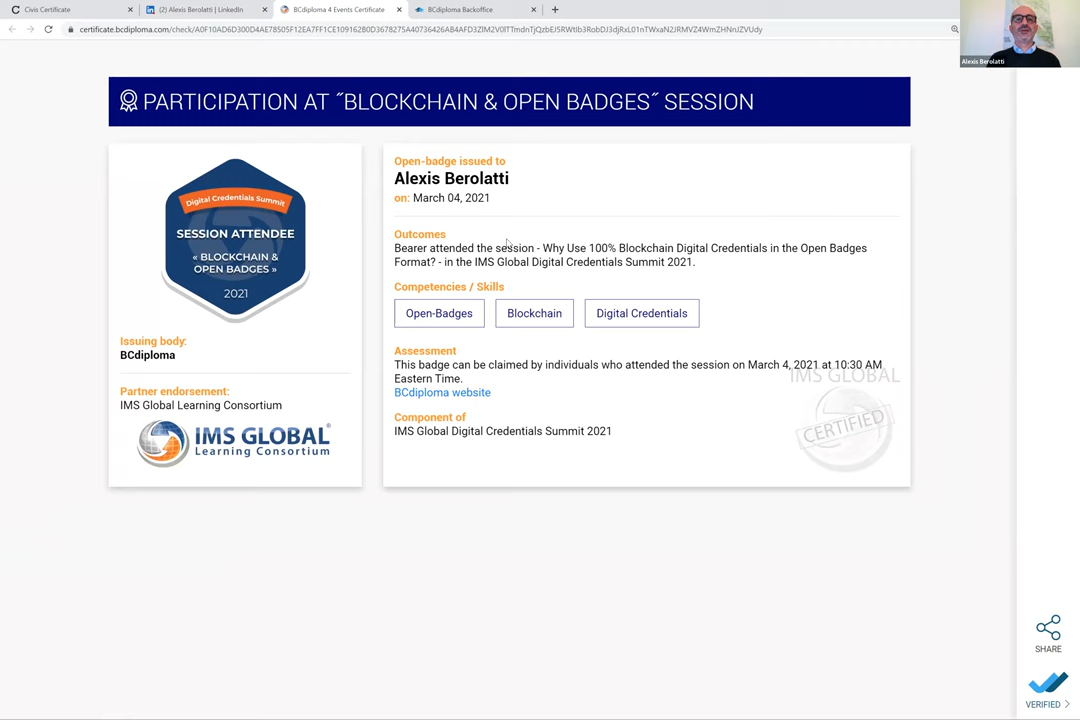 Civis Certificate
(2) Alexis Berolatti | LinkedIn
BCdiploma 4 Events Certificate
BCdiploma Backoffice
certificate.bcdiploma.com/check/A0F10AD6D300D4AE78505F12EA7FF1CE109162B0D3678275A40736426AB4AFD3ZlM2V0lTTmdnTjQzbEJ5RWtlb3RobDJ3djRxL01nTWxaN2JRMVZ4WmZHNnJZVUdy
Alexis Berolatti
PARTICIPATION AT ˝BLOCKCHAIN & OPEN BADGES˝ SESSION
Digital Credentials Summit
SESSION ATTENDEE
« BLOCKCHAIN &
OPEN BADGES »
2021
Issuing body:
BCdiploma
Partner endorsement:
IMS Global Learning Consortium
IMS GLOBAL®
Learning Consortium
Open-badge issued to
Alexis Berolatti
on: March 04, 2021
Outcomes
Bearer attended the session - Why Use 100% Blockchain Digital Credentials in the Open Badges
Format? - in the IMS Global Digital Credentials Summit 2021.
Competencies / Skills
Open-Badges
Blockchain
Digital Credentials
Assessment
This badge can be claimed by individuals who attended the session on March 4, 2021 at 10:30 AM
Eastern Time.
BCdiploma website
Component of
IMS Global Digital Credentials Summit 2021
IMS GLOBAL
CERTIFIED
SHARE
VERIFIED